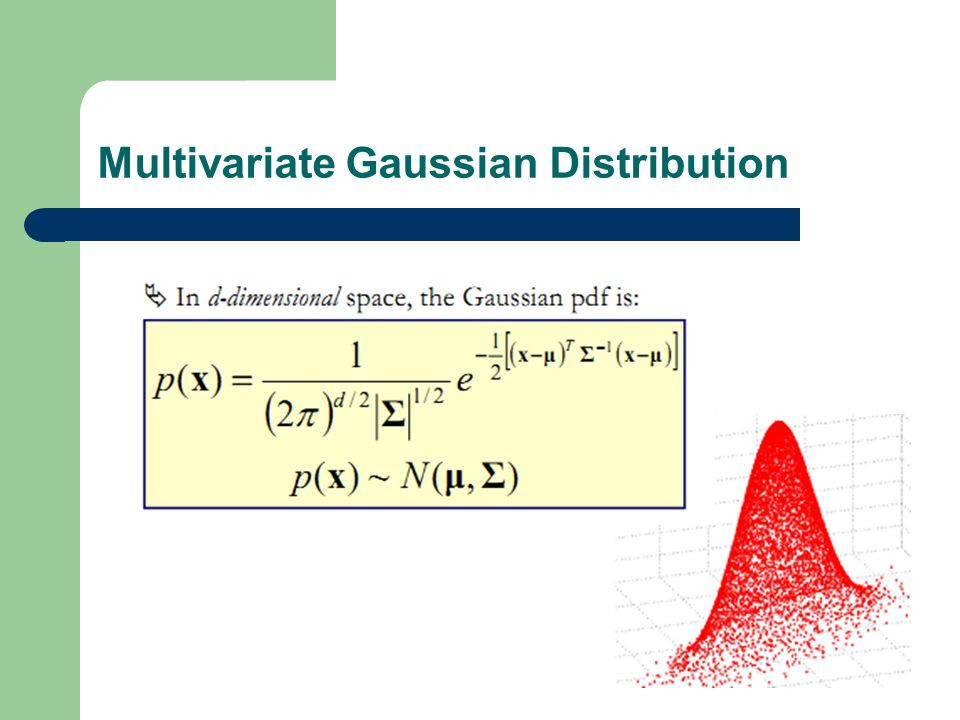 Multivariate Gaussian Distribution
In d-dimensional space, the Gaussian pdf is:
p(x) = 1 / ((2π)^{d/2} |Σ|^{1/2}) e^{-1/2 [(x-μ)^T Σ^{-1} (x-μ)]}
p(x) ~ N(μ, Σ)